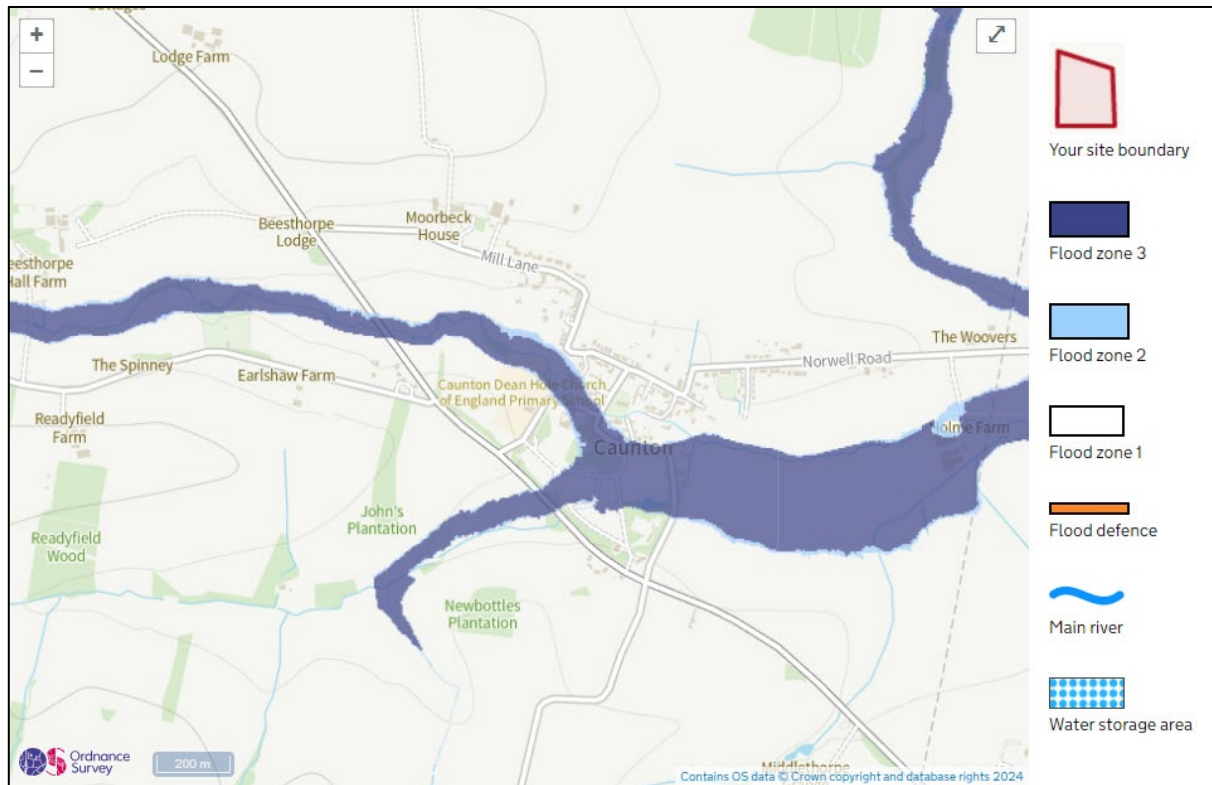 Cottages
Lodge Farm
Beesthorpe
Lodge
Moorbeck
House
Mill Lane
eesthorpe
Hall Farm
The Spinney
Earlshaw Farm
Readyfield
Farm
Caunton Dean Hole Church
of England Primary School
Norwell Road
The Woovers
Holme Farm
Caunton
John's
Plantation
Readyfield
Wood
Newbottles
Plantation
Middlethorpe
Grange
Ordnance
Survey
200 m
Contains OS data © Crown copyright and database rights 2024
Your site boundary
Flood zone 3
Flood zone 2
Flood zone 1
Flood defence
Main river
Water storage area